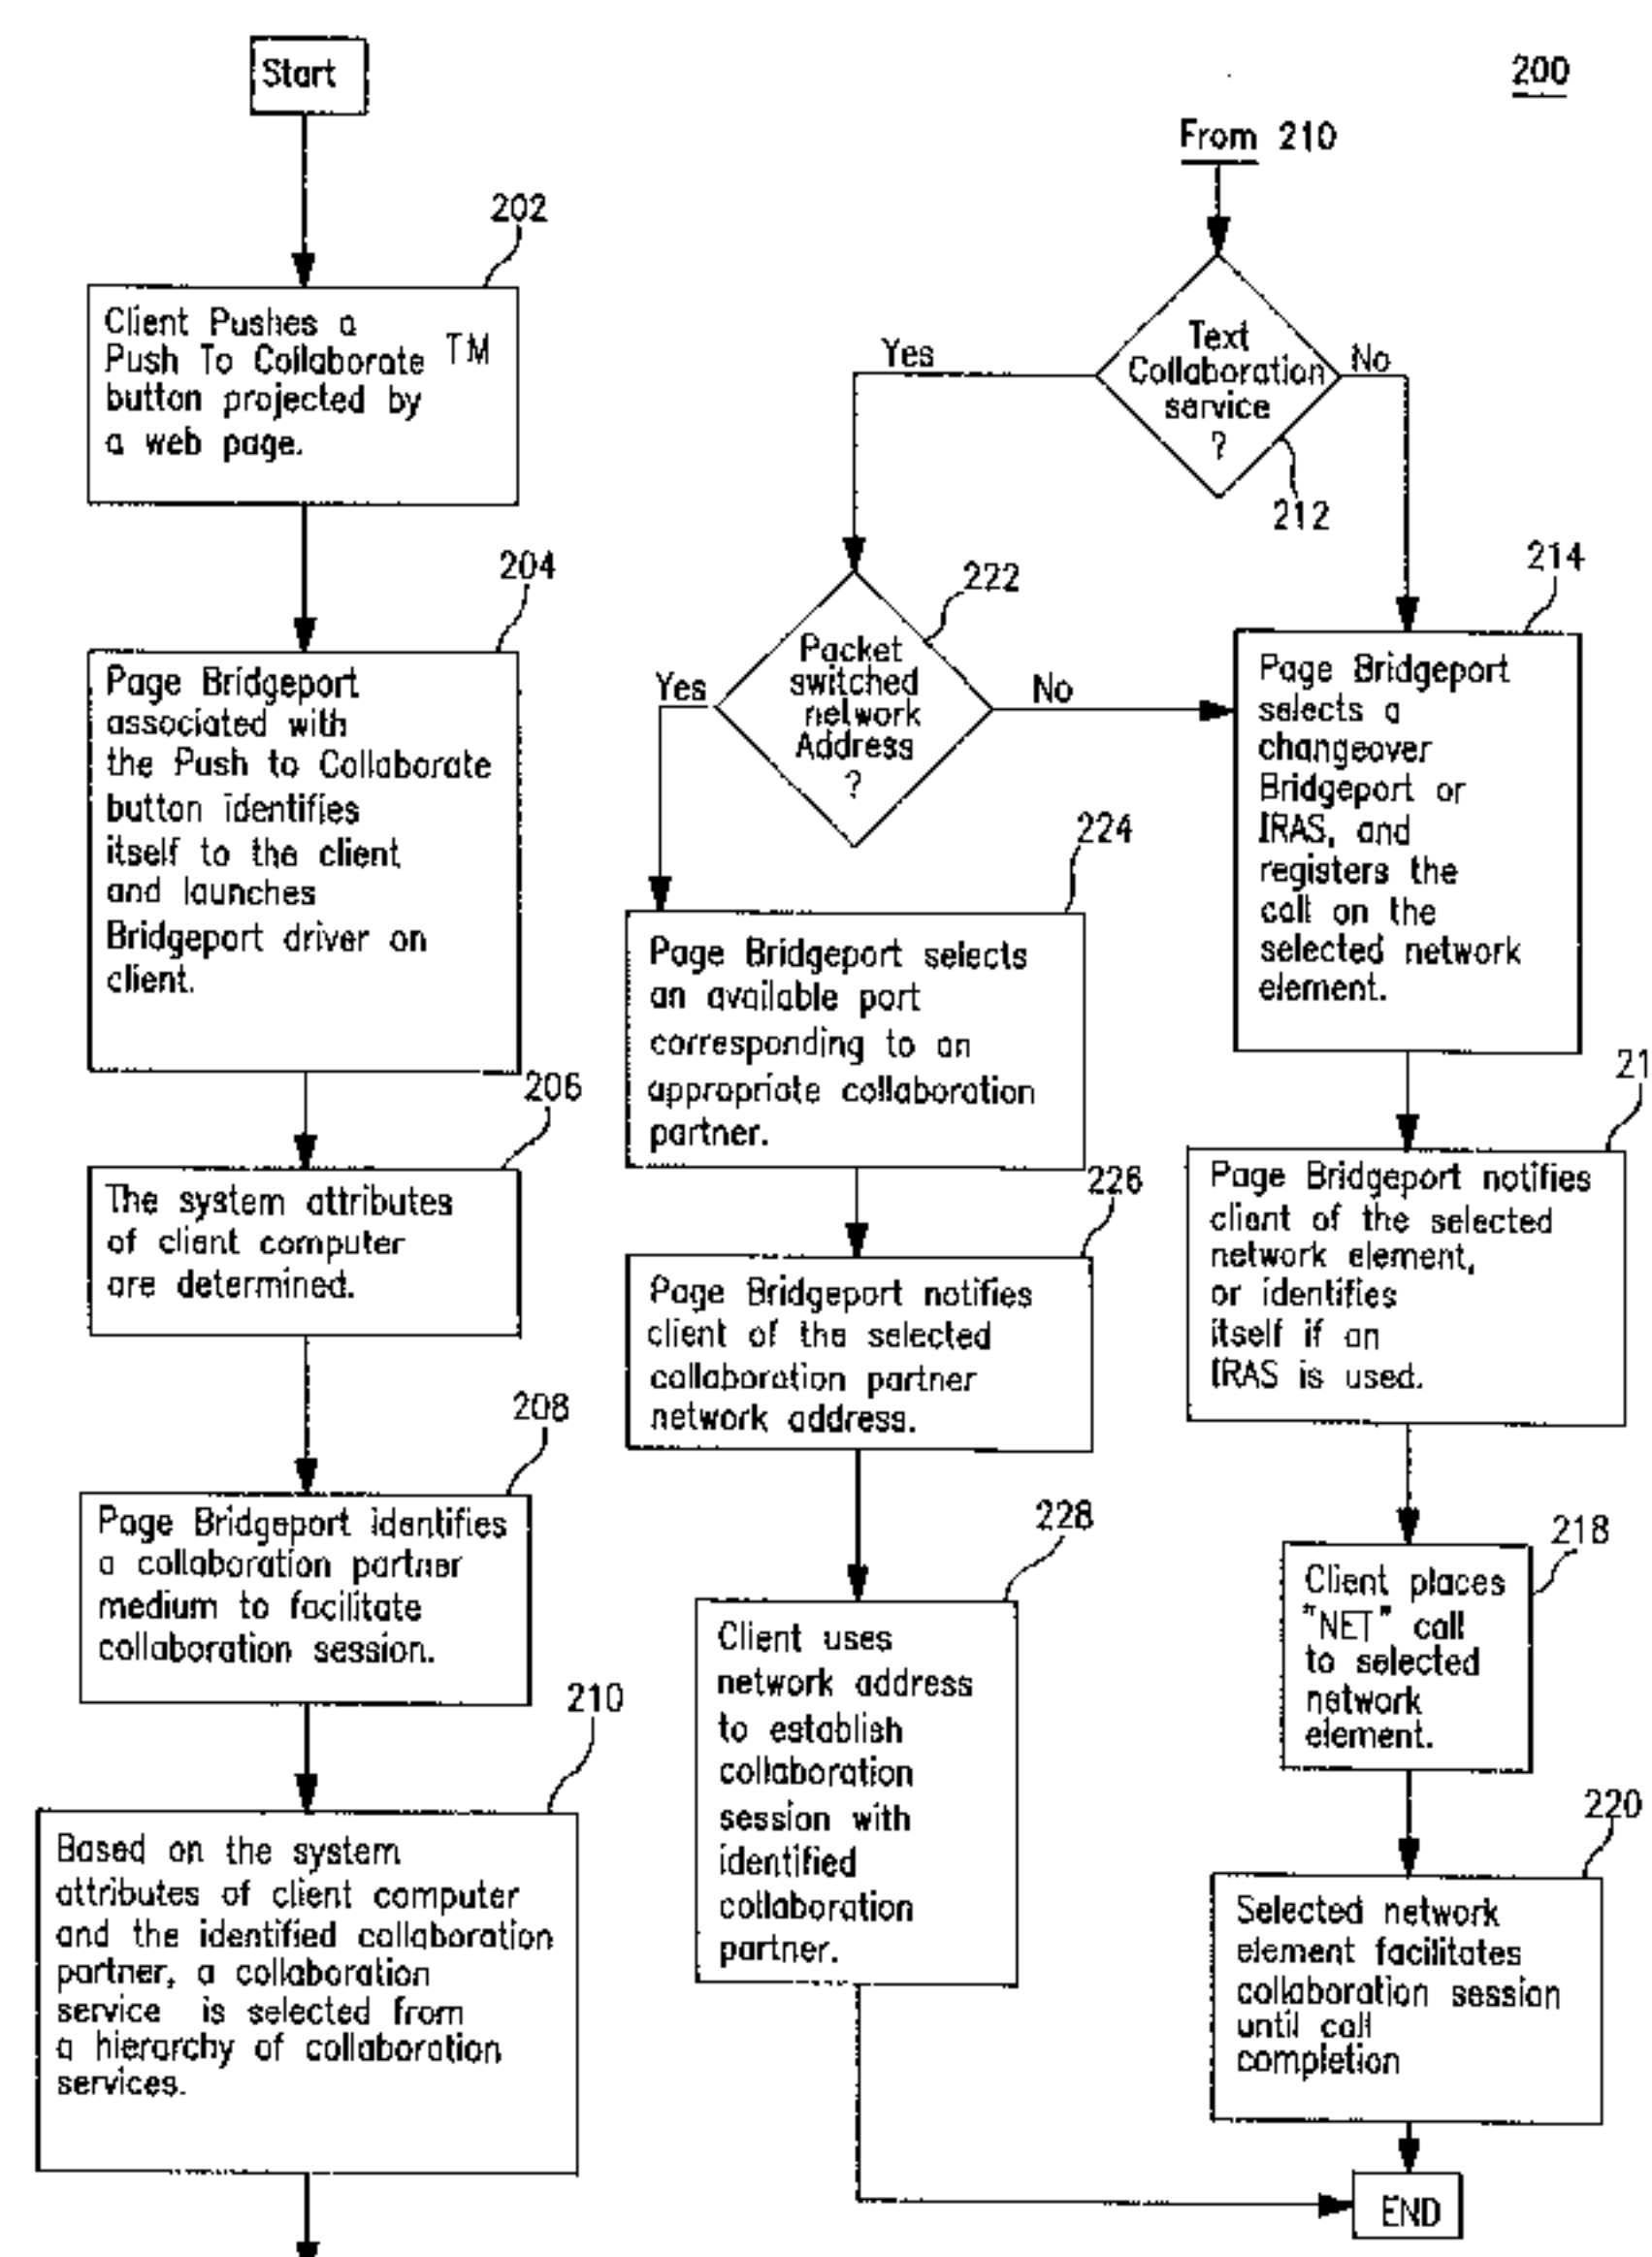 Start
202
Client Pushes a
Push To Collaborate TM
button projected by
a web page.
204
Page Bridgeport
associated with
the Push to Collaborate
button identifies
itself to the client
and launches
Bridgeport driver on
client.
206
The system attributes
of client computer
are determined.
208
Page Bridgeport identifies
a collaboration partner
medium to facilitate
collaboration session.
210
Based on the system
attributes of client computer
and the identified collaboration
partner, a collaboration
service is selected from
a hierarchy of collaboration
services.
200
From 210
Text
Collaboration
service
?
Yes
No
212
222
Packet
switched
network
Address
?
Yes
No
224
Page Bridgeport selects
an available port
corresponding to an
appropriate collaboration
partner.
226
Page Bridgeport notifies
client of the selected
collaboration partner
network address.
228
Client uses
network address
to establish
collaboration
session with
identified
collaboration
partner.
214
Page Bridgeport
selects a
changeover
Bridgeport or
IRAS, and
registers the
call on the
selected network
element.
21
Page Bridgeport notifies
client of the selected
network element,
or identifies
itself if an
IRAS is used.
218
Client places
"NET" call
to selected
network
element.
220
Selected network
element facilitates
collaboration session
until call
completion
END